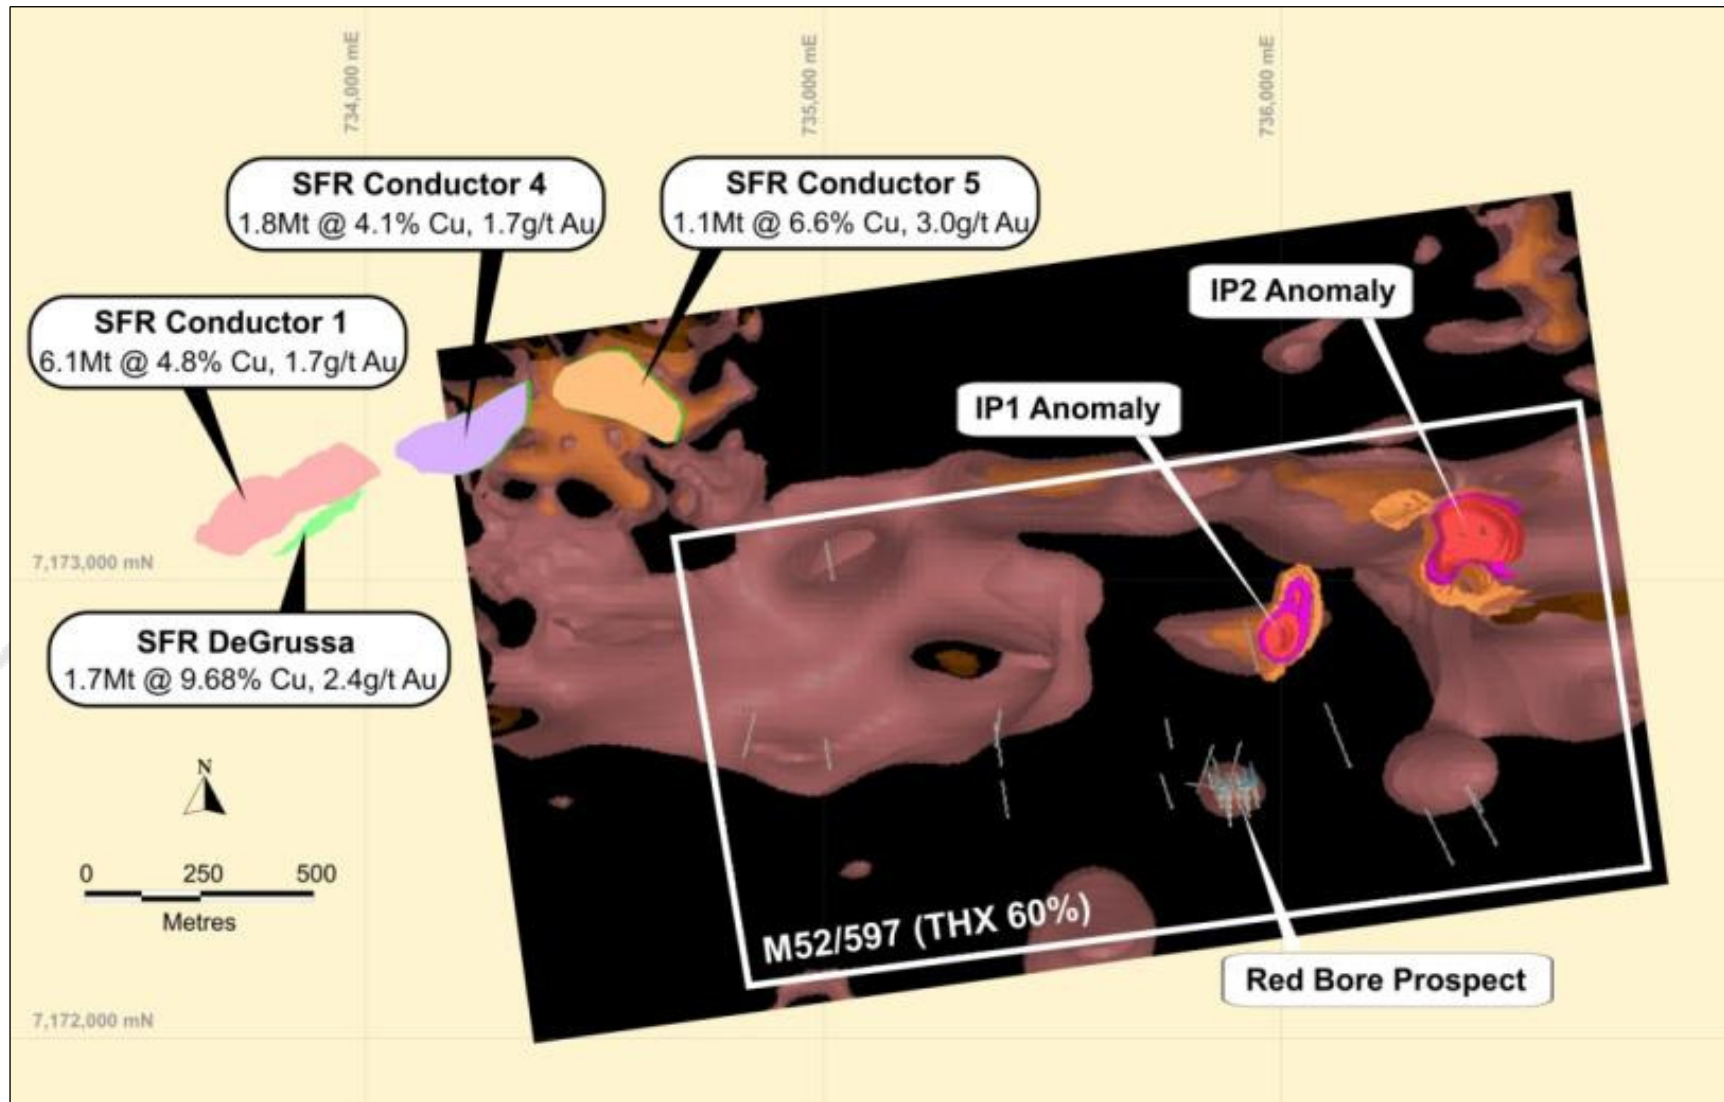 734,000 mE
735,000 mE
736,000 mE
SFR Conductor 4
1.8Mt @ 4.1% Cu, 1.7g/t Au
SFR Conductor 5
1.1Mt @ 6.6% Cu, 3.0g/t Au
IP2 Anomaly
SFR Conductor 1
6.1Mt @ 4.8% Cu, 1.7g/t Au
IP1 Anomaly
7,173,000 mN
SFR DeGrussa
1.7Mt @ 9.68% Cu, 2.4g/t Au
N
0 250 500
Metres
M52/597 (THX 60%)
Red Bore Prospect
7,172,000 mN